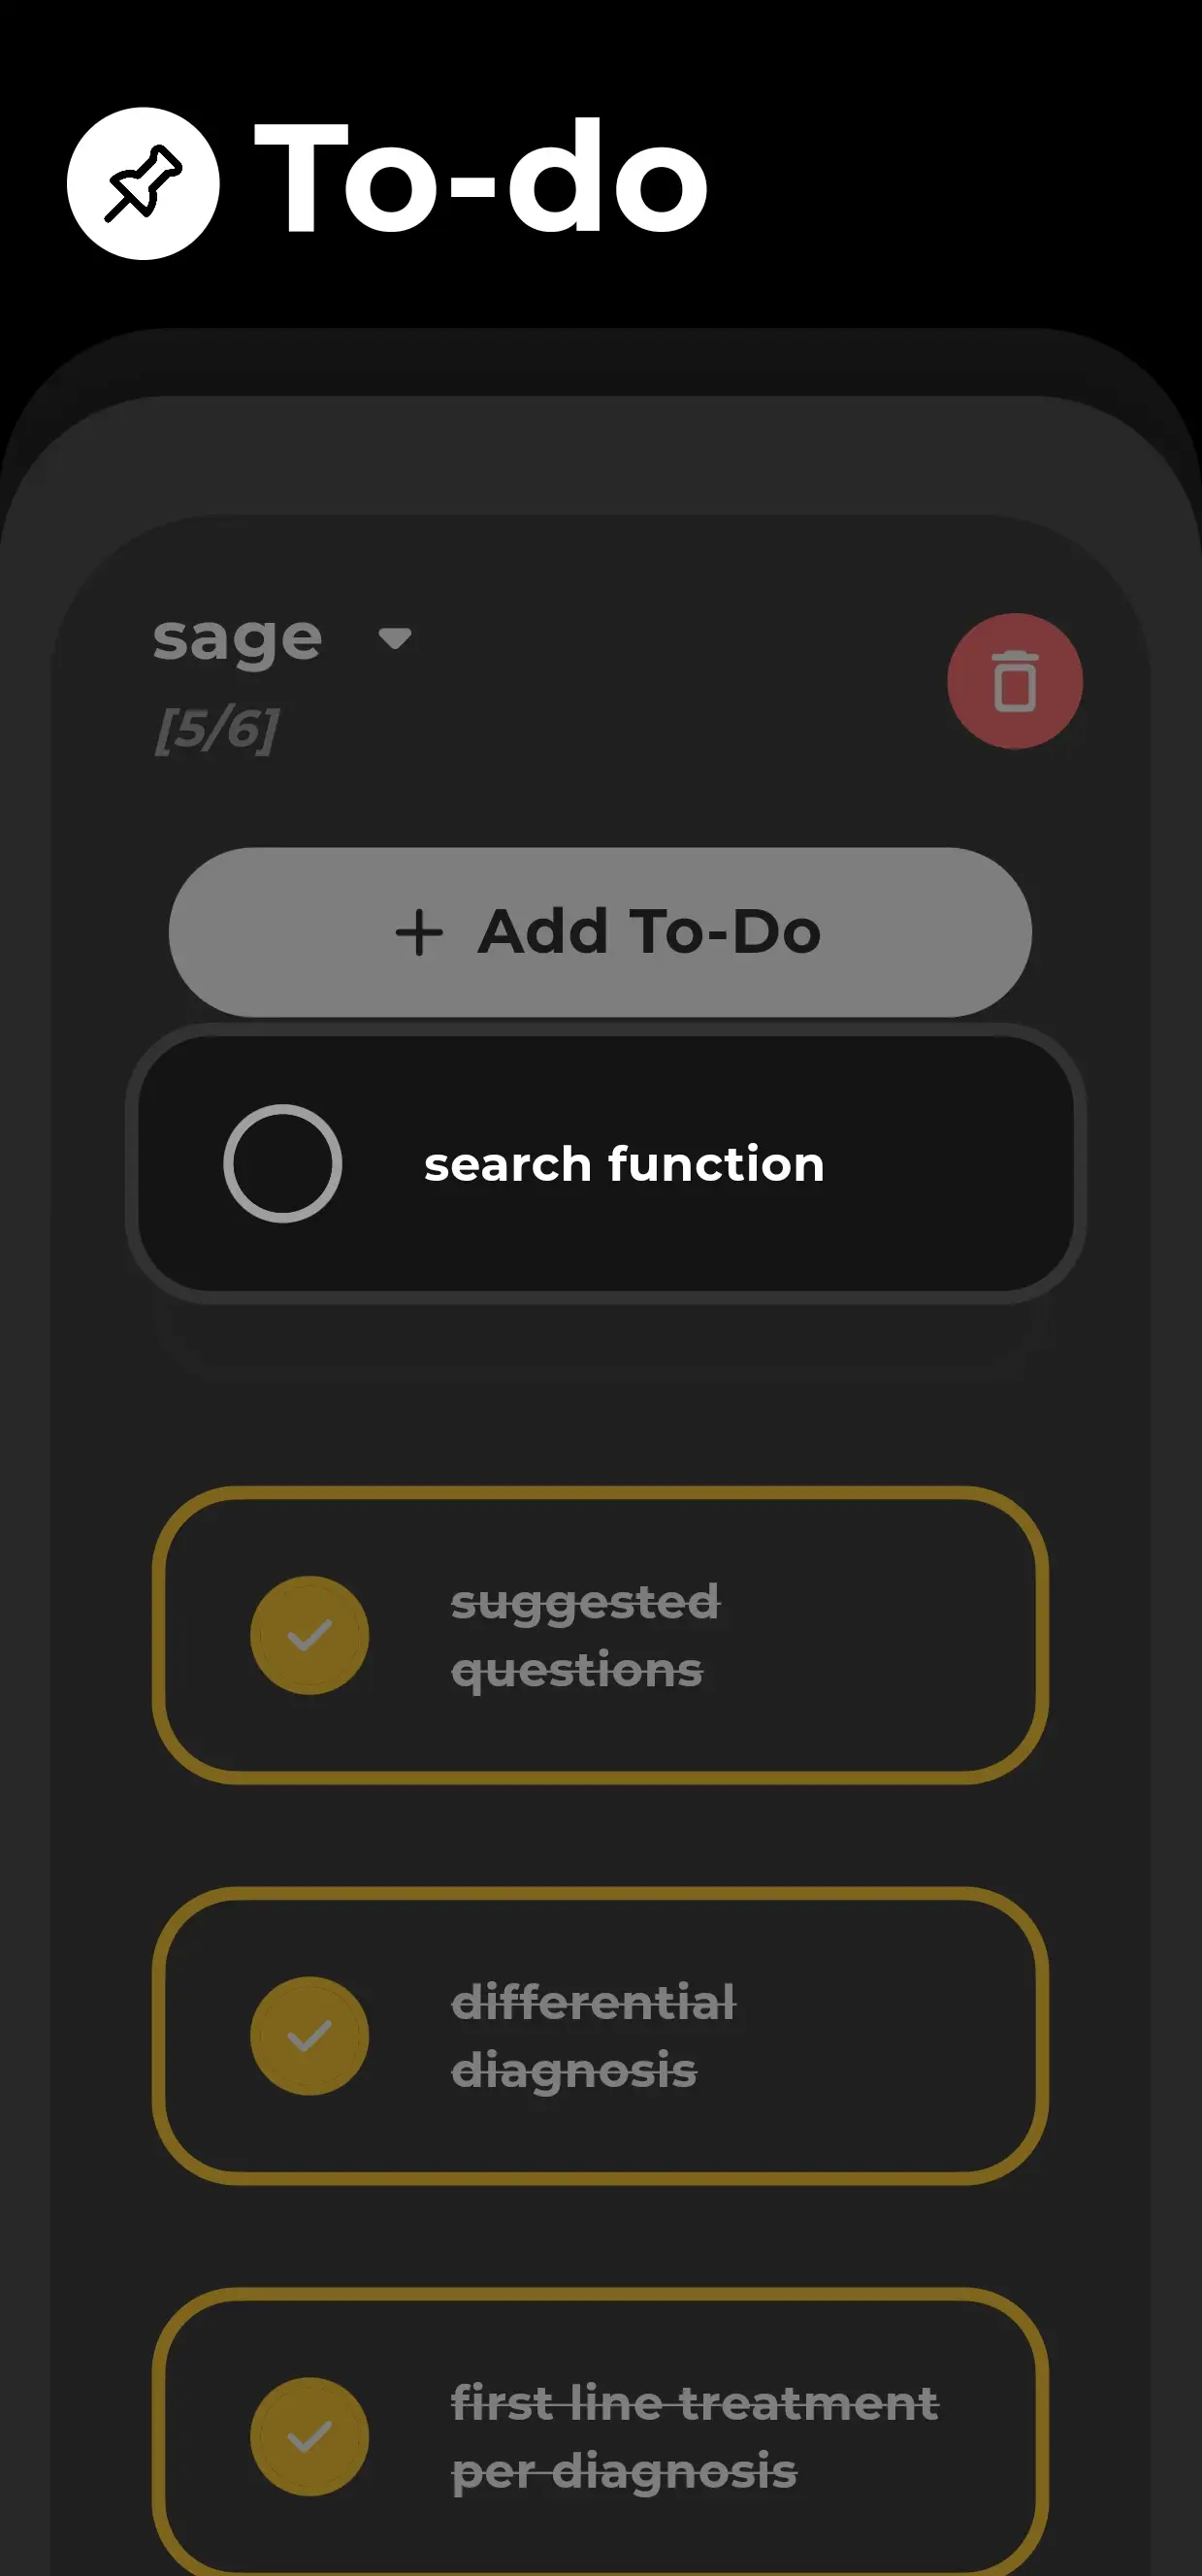 To-do
sage
[5/6]
+ Add To-Do
search function
suggested
questions
differential
diagnosis
first line treatment
per diagnosis